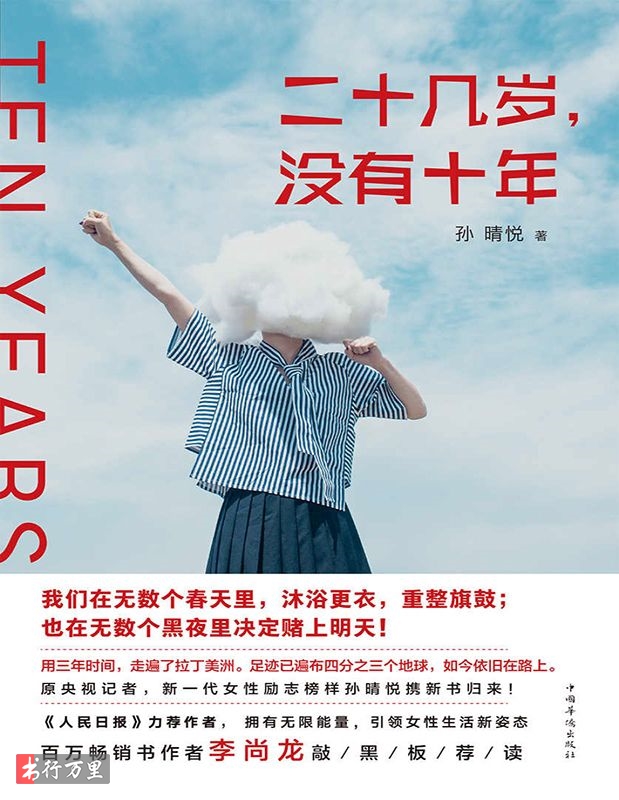 TEN YEARS
二十几岁，
没有十年
孙 晴悦 著
我们在无数个春天里，沐浴更衣，重整旗鼓；
也在无数个黑夜里决定赌上明天！
用三年时间，走遍了拉丁美洲。足迹已遍布四分之三个地球，如今依旧在路上。
原央视记者，新一代女性励志榜样孙晴悦携新书归来！
《人民日报》力荐作者， 拥有无限能量，引领女性生活新姿态
百万畅销书作者李尚龙敲/黑/板/荐/读
中国华侨出版社
书行万里